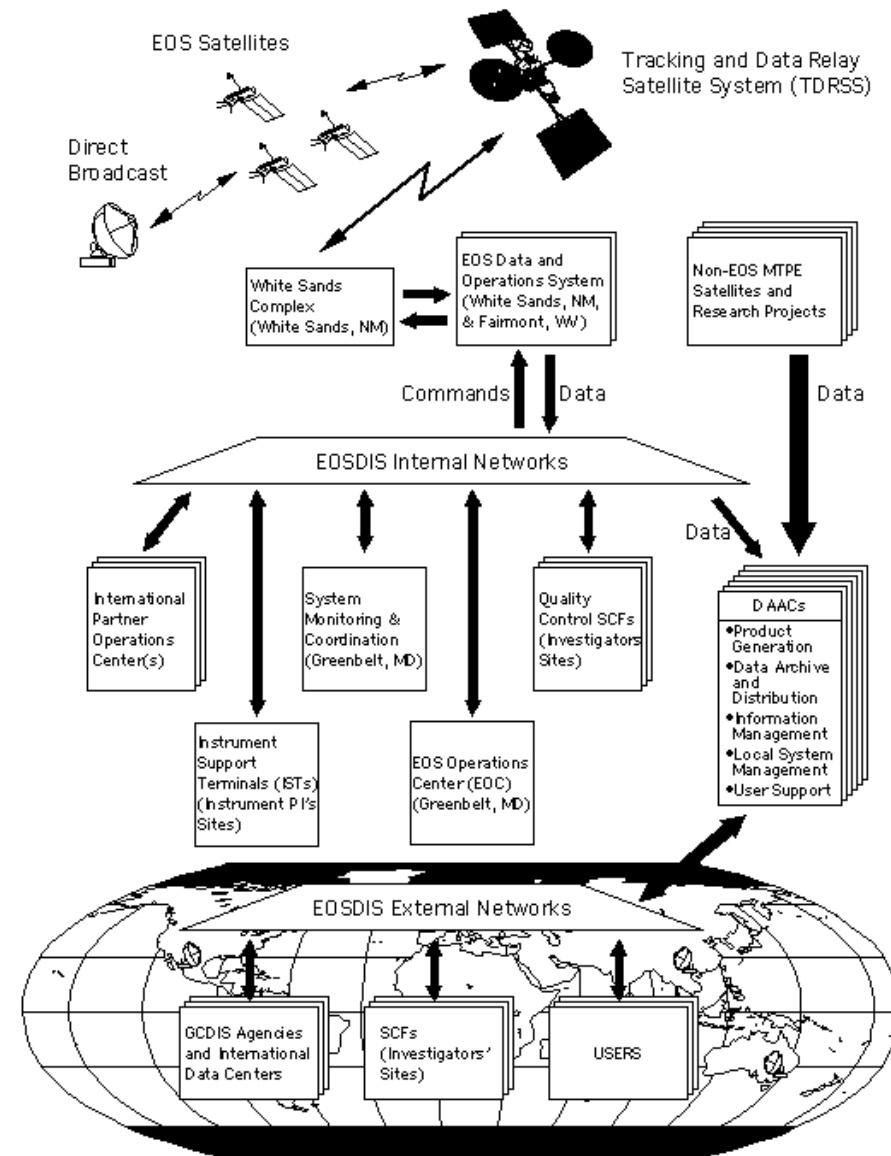 EOS Satellites
Tracking and Data Relay
Satellite System (TDRSS)
Direct
Broadcast
White Sands
Complex
(White Sands, NM)
EOS Data and
Operations System
(White Sands, NM,
& Fairmont, WV)
Non-EOS MTPE
Satellites and
Research Projects
Commands
Data
Data
EOSDIS Internal Networks
Data
International
Partner
Operations
Center(s)
System
Monitoring &
Coordination
(Greenbelt, MD)
Quality
Control SCFs
(Investigators
Sites)
DAACs
•Product
Generation
•Data Archive
and
Distribution
•Information
Management
•Local System
Management
•User Support
Instrument
Support
Terminals (ISTs)
(Instrument PI's
Sites)
EOS Operations
Center (EOC)
(Greenbelt, MD)
EOSDIS External Networks
GCDIS Agencies
and International
Data Centers
SCFs
(Investigators'
Sites)
USERS